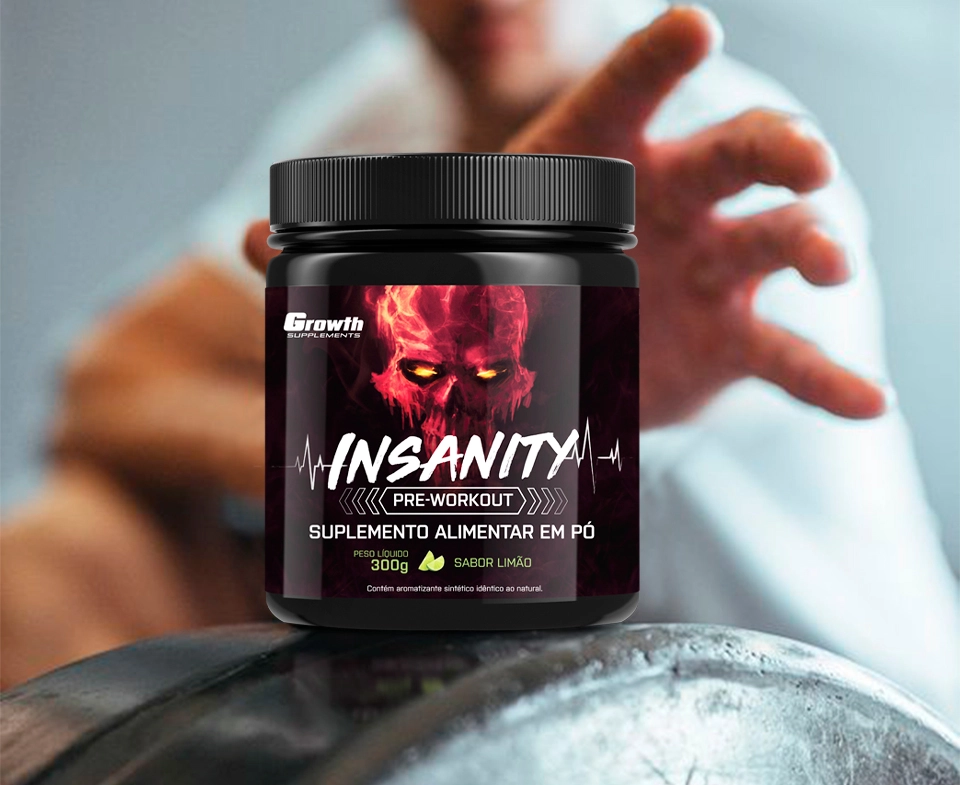 Growth
SUPPLEMENTS
INSANITY
PRE-WORKOUT
SUPLEMENTO ALIMENTAR EM PÓ
PESO LÍQUIDO
300g
SABOR LIMÃO
Contém aromatizante sintético idêntico ao natural.